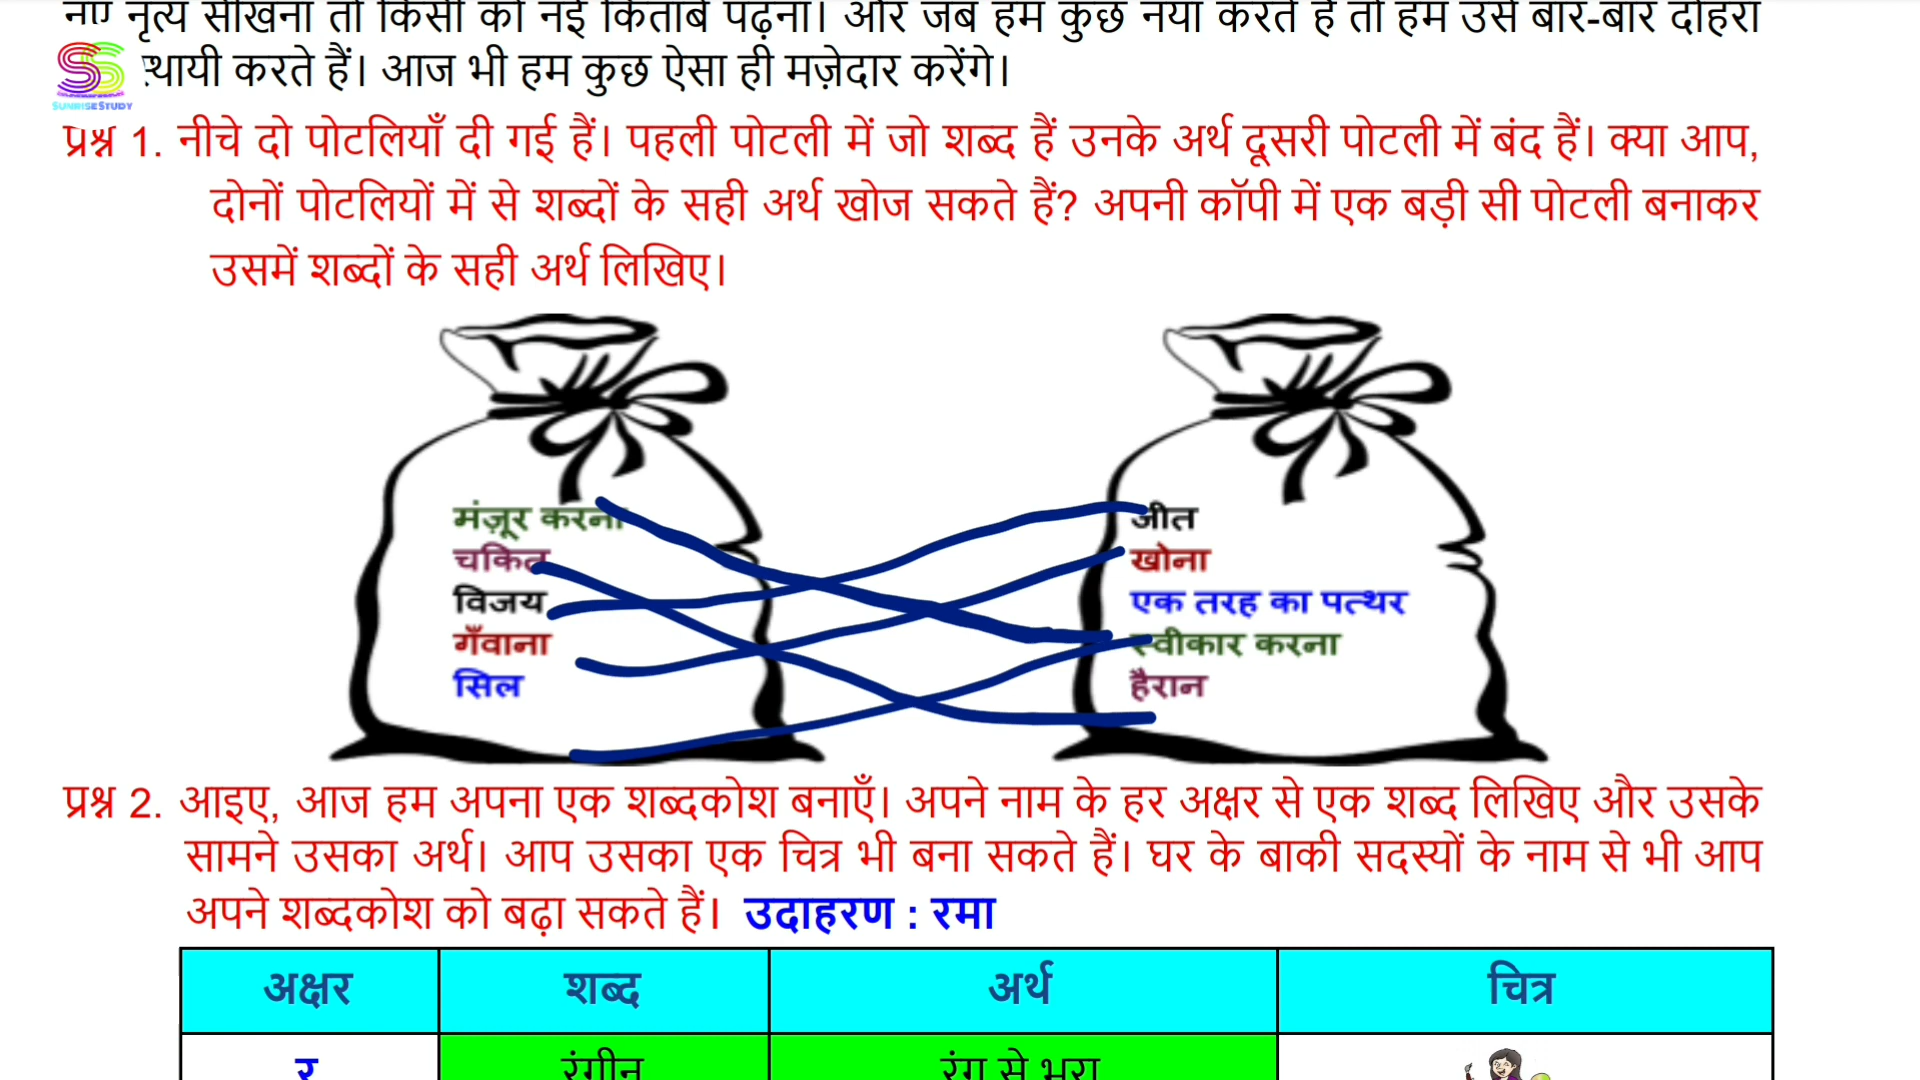 नए नृत्य सीखना तो किसी को नई किताबें पढ़ना। और जब हम कुछ नया करते हैं तो हम उसे बार-बार दोहरा
स्थायी करते हैं। आज भी हम कुछ ऐसा ही मज़ेदार करेंगे।
SUNRISE STUDY
प्रश्न 1. नीचे दो पोटलियाँ दी गई हैं। पहली पोटली में जो शब्द हैं उनके अर्थ दूसरी पोटली में बंद हैं। क्या आप,
दोनों पोटलियों में से शब्दों के सही अर्थ खोज सकते हैं? अपनी कॉपी में एक बड़ी सी पोटली बनाकर
उसमें शब्दों के सही अर्थ लिखिए।
मंज़ूर करना
चकित
विजय
गँवाना
सिल
जीत
खोना
एक तरह का पत्थर
स्वीकार करना
हैरान
प्रश्न 2. आइए, आज हम अपना एक शब्दकोश बनाएँ। अपने नाम के हर अक्षर से एक शब्द लिखिए और उसके
सामने उसका अर्थ। आप उसका एक चित्र भी बना सकते हैं। घर के बाकी सदस्यों के नाम से भी आप
अपने शब्दकोश को बढ़ा सकते हैं। उदाहरण : रमा
अक्षर शब्द अर्थ चित्र
र रंगीन रंग से भरा